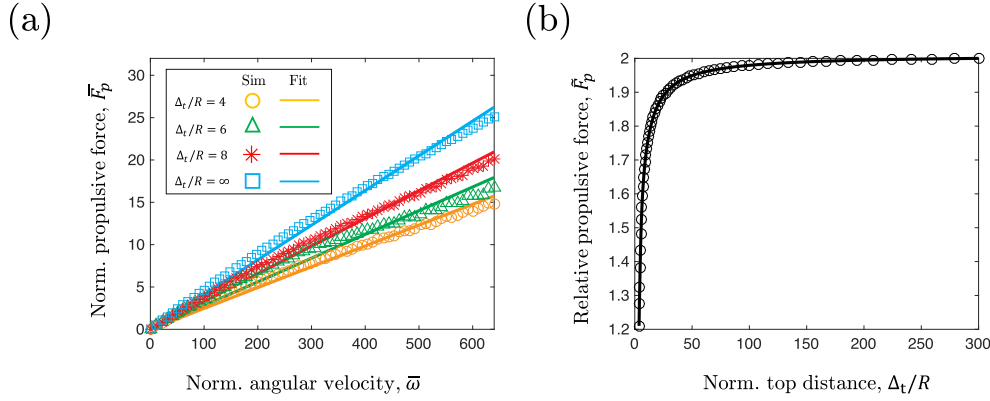 (a)
Norm. propulsive force, F̅ₚ
30
25
20
15
10
5
0
0 100 200 300 400 500 600
Norm. angular velocity, ω̅
Sim Fit
Δₜ/R = 4
Δₜ/R = 6
Δₜ/R = 8
Δₜ/R = ∞
(b)
Relative propulsive force, F̃ₚ
2
1.9
1.8
1.7
1.6
1.5
1.4
1.3
1.2
0 50 100 150 200 250 300
Norm. top distance, Δₜ/R